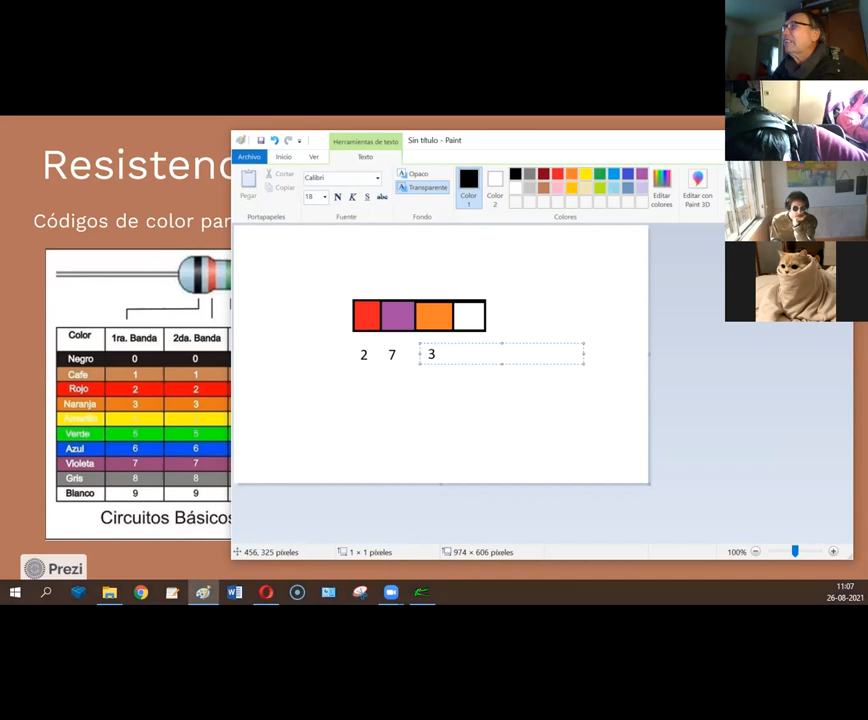 Sin título - Paint
Herramientas de texto
Archivo
Inicio
Ver
Texto
Pegar
Cortar
Copiar
Calibri
18
N K S abc
Opaco
Transparente
Color
1
Color
2
Editar
colores
Editar con
Paint 3D
Portapapeles
Fuente
Fondo
Colores
Resistenc
Códigos de color par
Color 1ra. Banda 2da. Banda
Negro 0 0
Cafe 1 1
Rojo 2 2
Naranja 3 3
Verde 5 5
Azul 6 6
Violeta 7 7
Gris 8 8
Blanco 9 9
Circuitos Básicos
2 7 3
Prezi
456, 325 píxeles
1 × 1 píxeles
974 × 606 píxeles
100%
11:07
26-08-2021